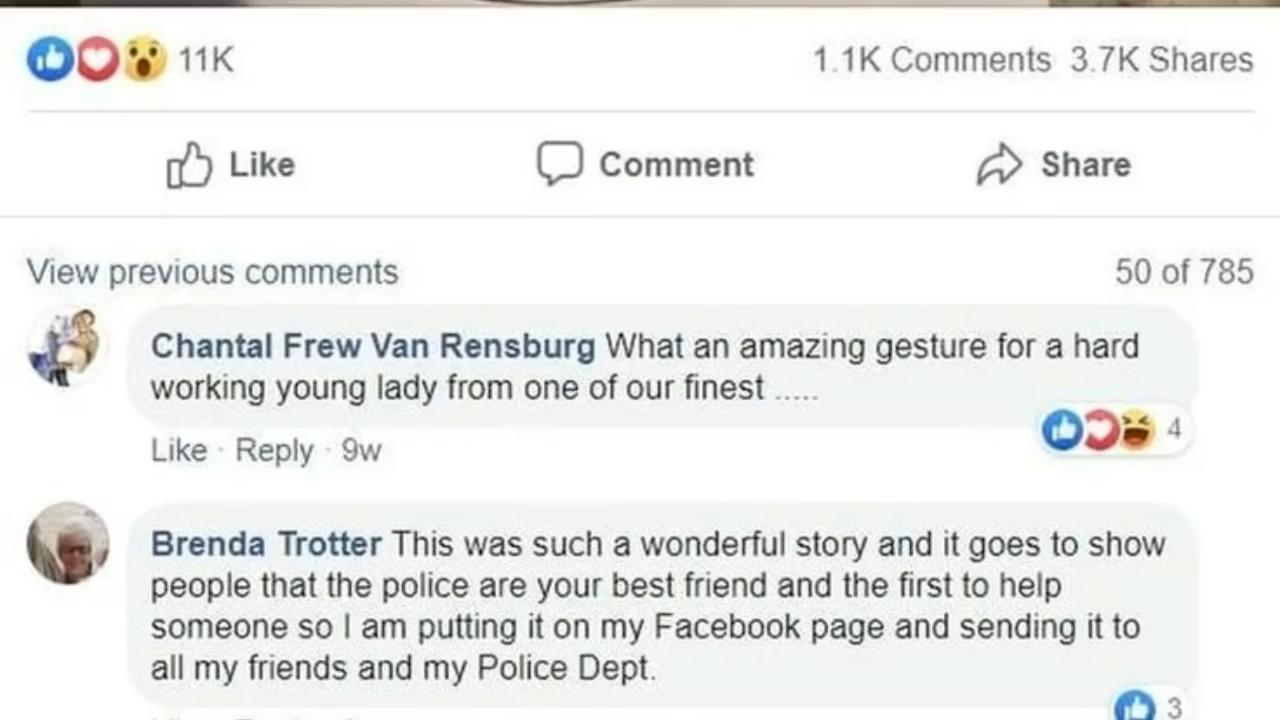 11K 1.1K Comments 3.7K Shares
Like Comment Share
View previous comments 50 of 785
Chantal Frew Van Rensburg What an amazing gesture for a hard
working young lady from one of our finest .....
4
Like · Reply · 9w
Brenda Trotter This was such a wonderful story and it goes to show
people that the police are your best friend and the first to help
someone so I am putting it on my Facebook page and sending it to
all my friends and my Police Dept.
3